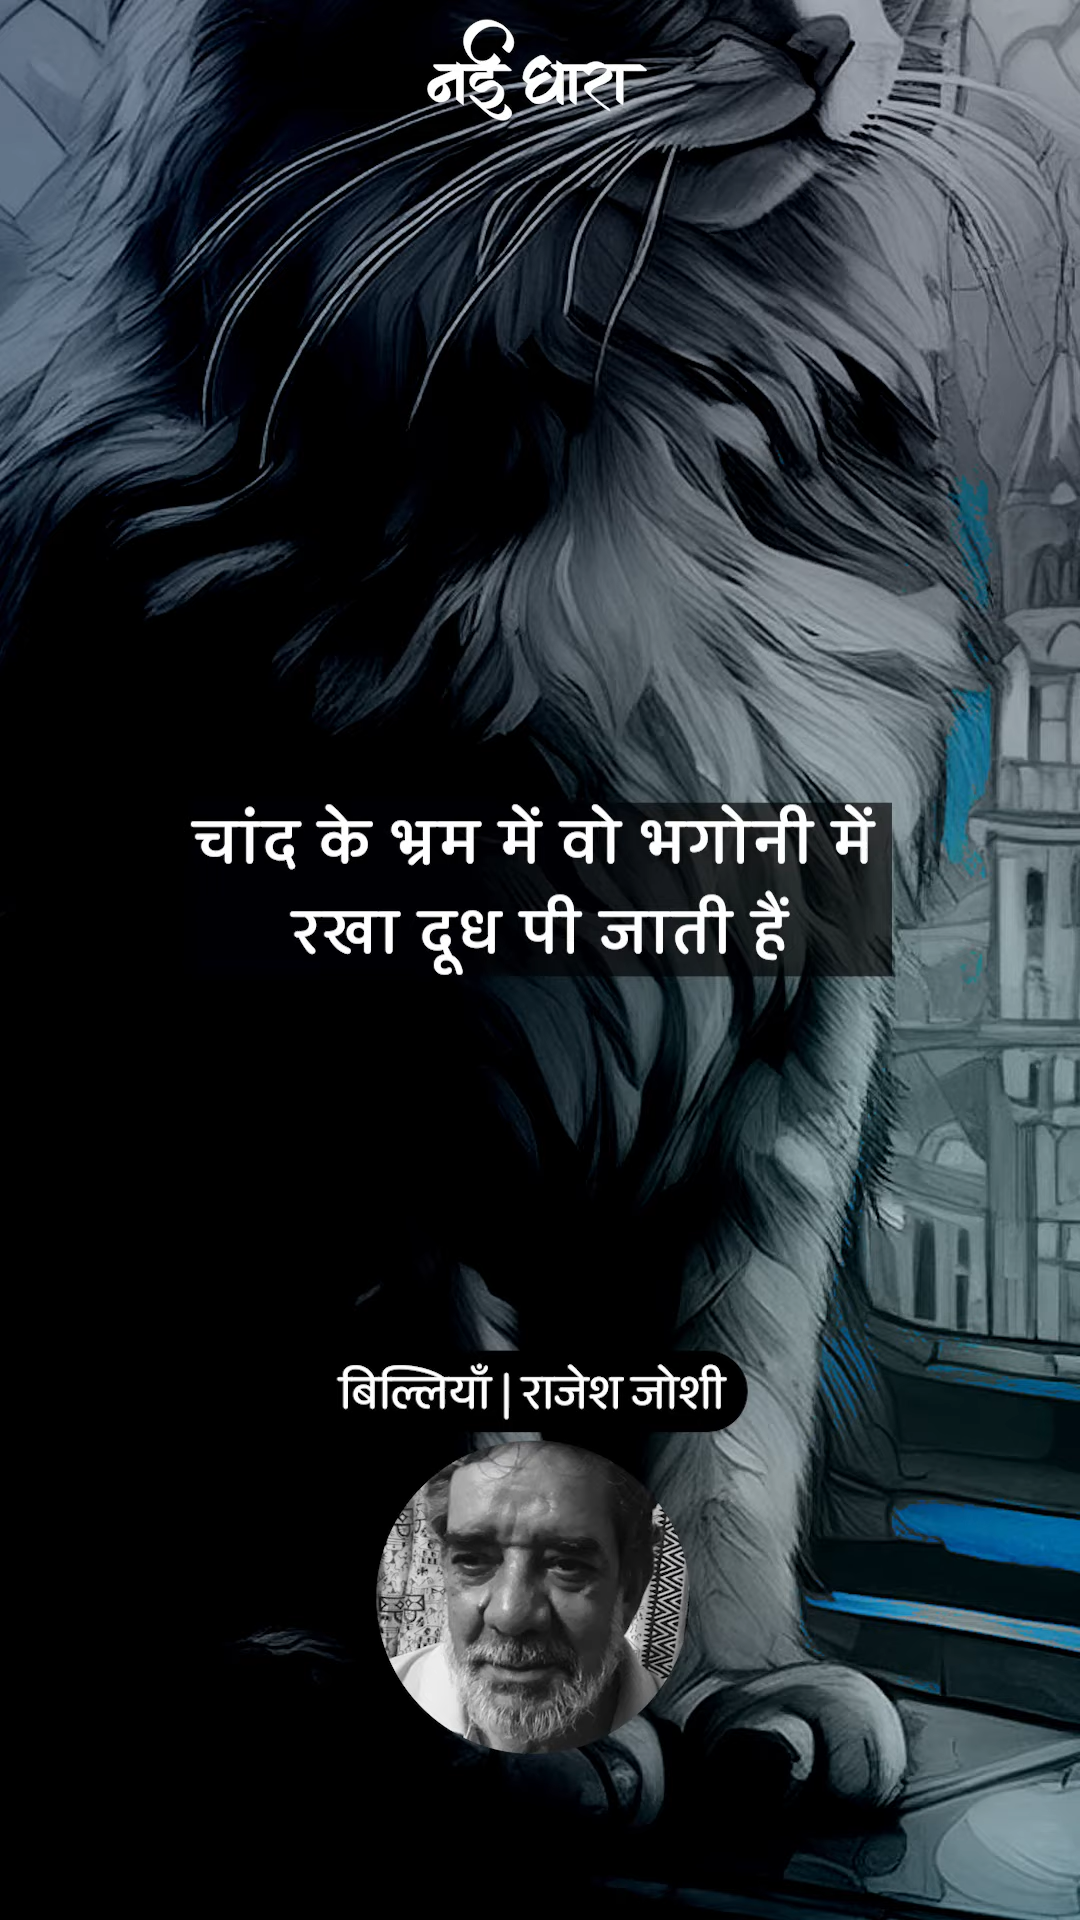 नई धारा
चांद के भ्रम में वो भगोनी में
रखा दूध पी जाती हैं
बिल्लियाँ | राजेश जोशी